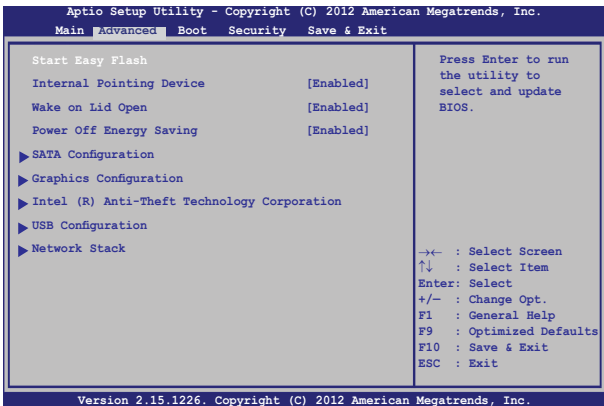 Aptio Setup Utility - Copyright (C) 2012 American Megatrends, Inc.
Main Advanced Boot Security Save & Exit
Start Easy Flash
Internal Pointing Device [Enabled]
Wake on Lid Open [Enabled]
Power Off Energy Saving [Enabled]
SATA Configuration
Graphics Configuration
Intel (R) Anti-Theft Technology Corporation
USB Configuration
Network Stack
Press Enter to run
the utility to
select and update
BIOS.
→← : Select Screen
↑↓ : Select Item
Enter: Select
+/— : Change Opt.
F1 : General Help
F9 : Optimized Defaults
F10 : Save & Exit
ESC : Exit
Version 2.15.1226. Copyright (C) 2012 American Megatrends, Inc.